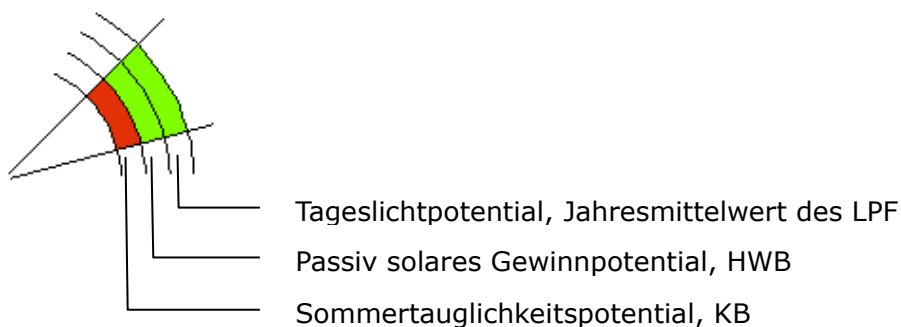 Tageslichtpotential, Jahresmittelwert des LPF
Passiv solares Gewinnpotential, HWB
Sommertauglichkeitspotential, KB